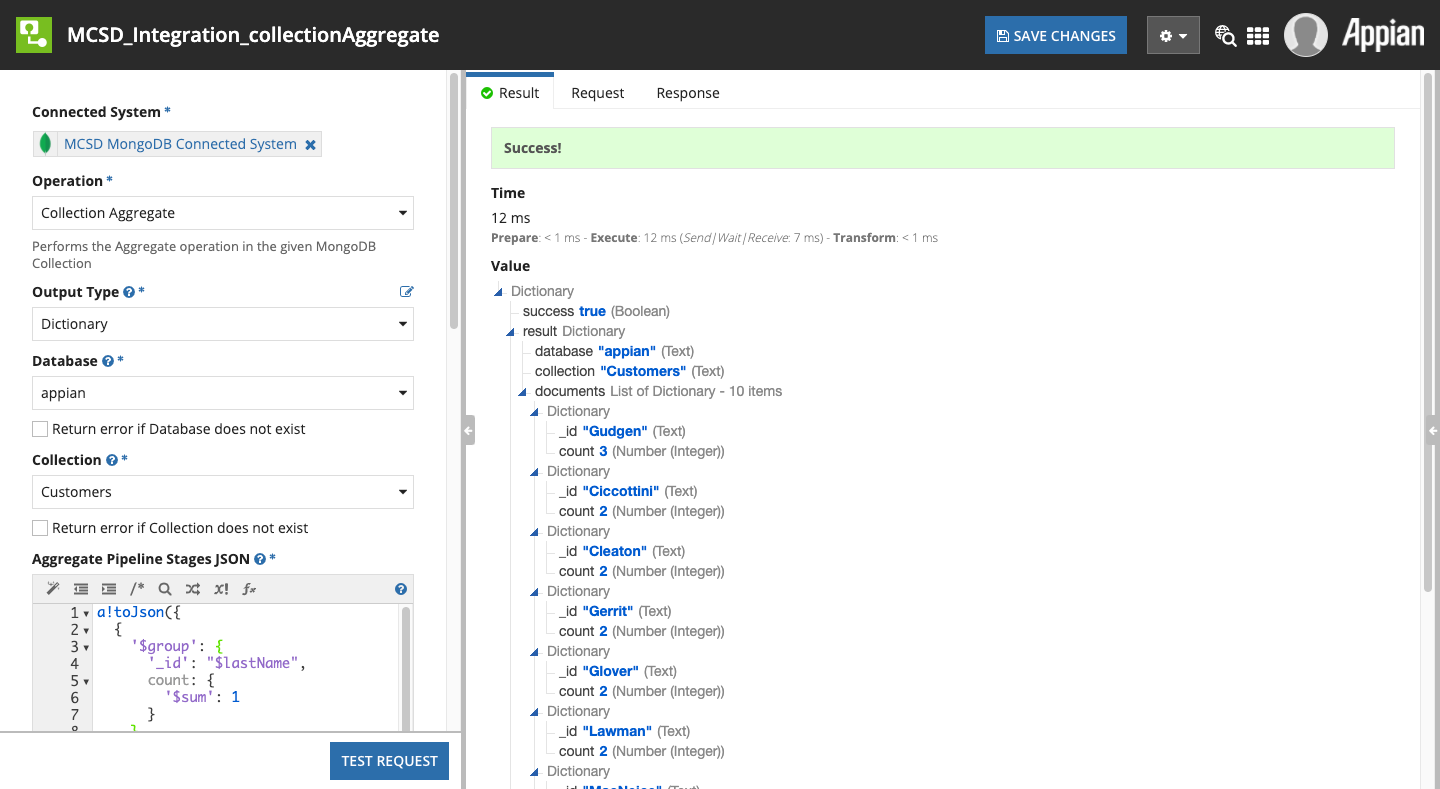 MCSD_Integration_collectionAggregate
SAVE CHANGES
Appian
Connected System *
MCSD MongoDB Connected System
Operation *
Collection Aggregate
Performs the Aggregate operation in the given MongoDB
Collection
Output Type *
Dictionary
Database *
appian
Return error if Database does not exist
Collection *
Customers
Return error if Collection does not exist
Aggregate Pipeline Stages JSON *
/*
x!
1 a!toJson({
2 {
3 '$group': {
4 '_id': "$lastName",
5 count: {
6 '$sum': 1
7 }
8 }
TEST REQUEST
Result Request Response
Success!
Time
12 ms
Prepare: < 1 ms - Execute: 12 ms (Send|Wait|Receive: 7 ms) - Transform: < 1 ms
Value
Dictionary
success true (Boolean)
result Dictionary
database "appian" (Text)
collection "Customers" (Text)
documents List of Dictionary - 10 items
Dictionary
_id "Gudgen" (Text)
count 3 (Number (Integer))
Dictionary
_id "Ciccottini" (Text)
count 2 (Number (Integer))
Dictionary
_id "Cleaton" (Text)
count 2 (Number (Integer))
Dictionary
_id "Gerrit" (Text)
count 2 (Number (Integer))
Dictionary
_id "Glover" (Text)
count 2 (Number (Integer))
Dictionary
_id "Lawman" (Text)
count 2 (Number (Integer))
Dictionary